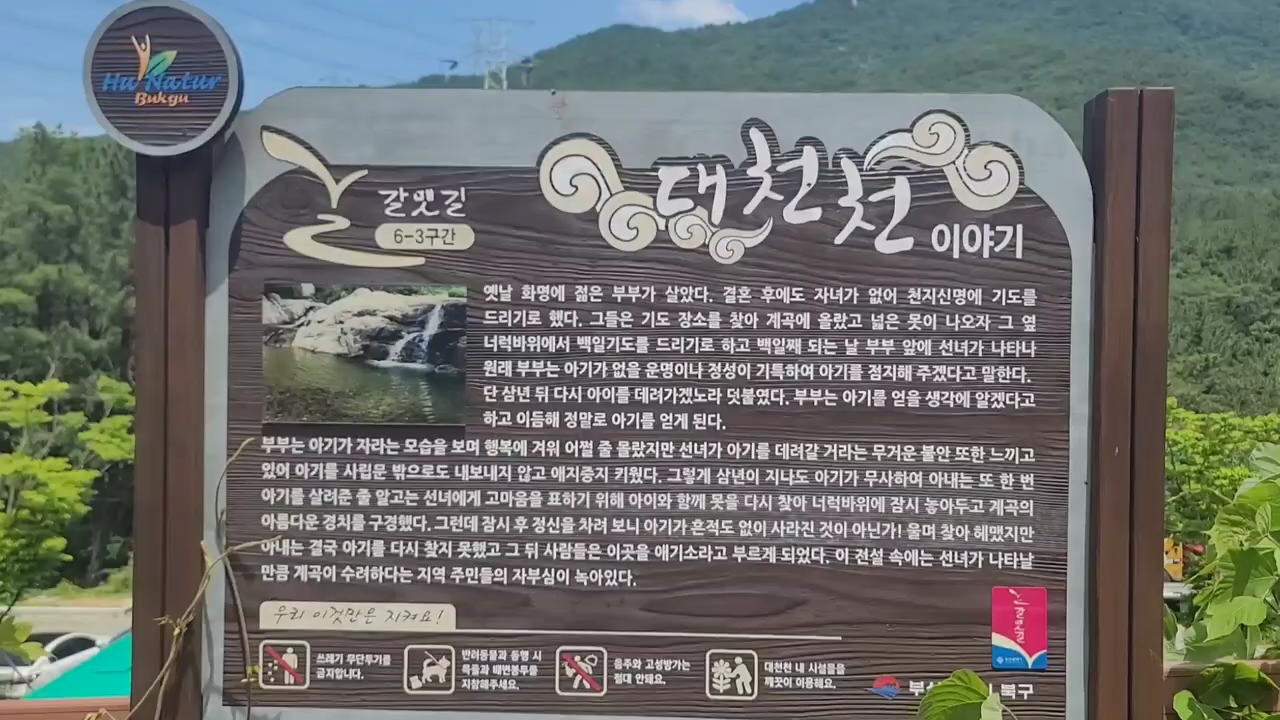 Hu Natur
Bukgu
갈맷길
6-3구간
대천천 이야기
옛날 화명에 젊은 부부가 살았다. 결혼 후에도 자녀가 없어 천지신명에 기도를
드리기로 했다. 그들은 기도 장소를 찾아 계곡에 올랐고 넓은 못이 나오자 그 옆
너럭바위에서 백일기도를 드리기로 하고 백일째 되는 날 부부 앞에 선녀가 나타나
원래 부부는 아기가 없을 운명이나 정성이 기특하여 아기를 점지해 주겠다고 말한다.
단 삼년 뒤 다시 아이를 데려가겠노라 덧붙였다. 부부는 아기를 얻을 생각에 알겠다고
하고 이듬해 정말로 아기를 얻게 된다.
부부는 아기가 자라는 모습을 보며 행복에 겨워 어쩔 줄 몰랐지만 선녀가 아기를 데려갈 거라는 무거운 불안 또한 느끼고
있어 아기를 사립문 밖으로도 내보내지 않고 애지중지 키웠다. 그렇게 삼년이 지나도 아기가 무사하여 아내는 또 한 번
아기를 살려준 줄 알고는 선녀에게 고마음을 표하기 위해 아이와 함께 못을 다시 찾아 너럭바위에 잠시 놓아두고 계곡의
아름다운 경치를 구경했다. 그런데 잠시 후 정신을 차려 보니 아기가 흔적도 없이 사라진 것이 아닌가! 울며 찾아 헤맸지만
아내는 결국 아기를 다시 찾지 못했고 그 뒤 사람들은 이곳을 애기소라고 부르게 되었다. 이 전설 속에는 선녀가 나타날
만큼 계곡이 수려하다는 지역 주민들의 자부심이 녹아있다.
우리 이것만은 지켜요!
쓰레기 무단투기를
금지합니다.
반려동물과 동행 시
목줄과 배변봉투를
지참해주세요.
음주와 고성방가는
절대 안돼요.
대천천 내 시설물을
깨끗이 이용해요.
북구